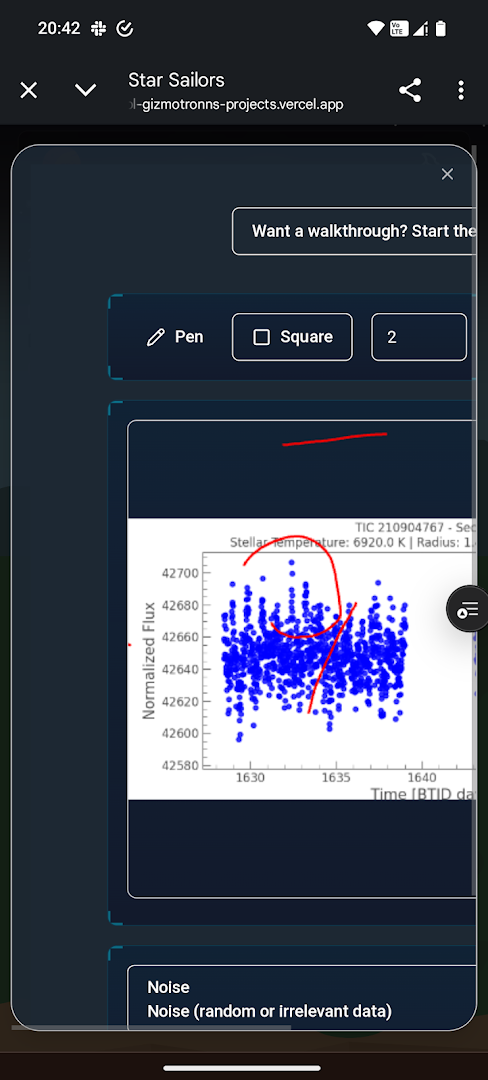 20:42
Vo
LTE
Star Sailors
l-gizmotronns-projects.vercel.app
Want a walkthrough? Start the
Pen
Square
2
TIC 210904767 - Sec
Stellar Temperature: 6920.0 K | Radius: 1.
42700
42680
42660
42640
42620
42600
42580
Normalized Flux
1630
1635
1640
Time [BTJD da
Noise
Noise (random or irrelevant data)